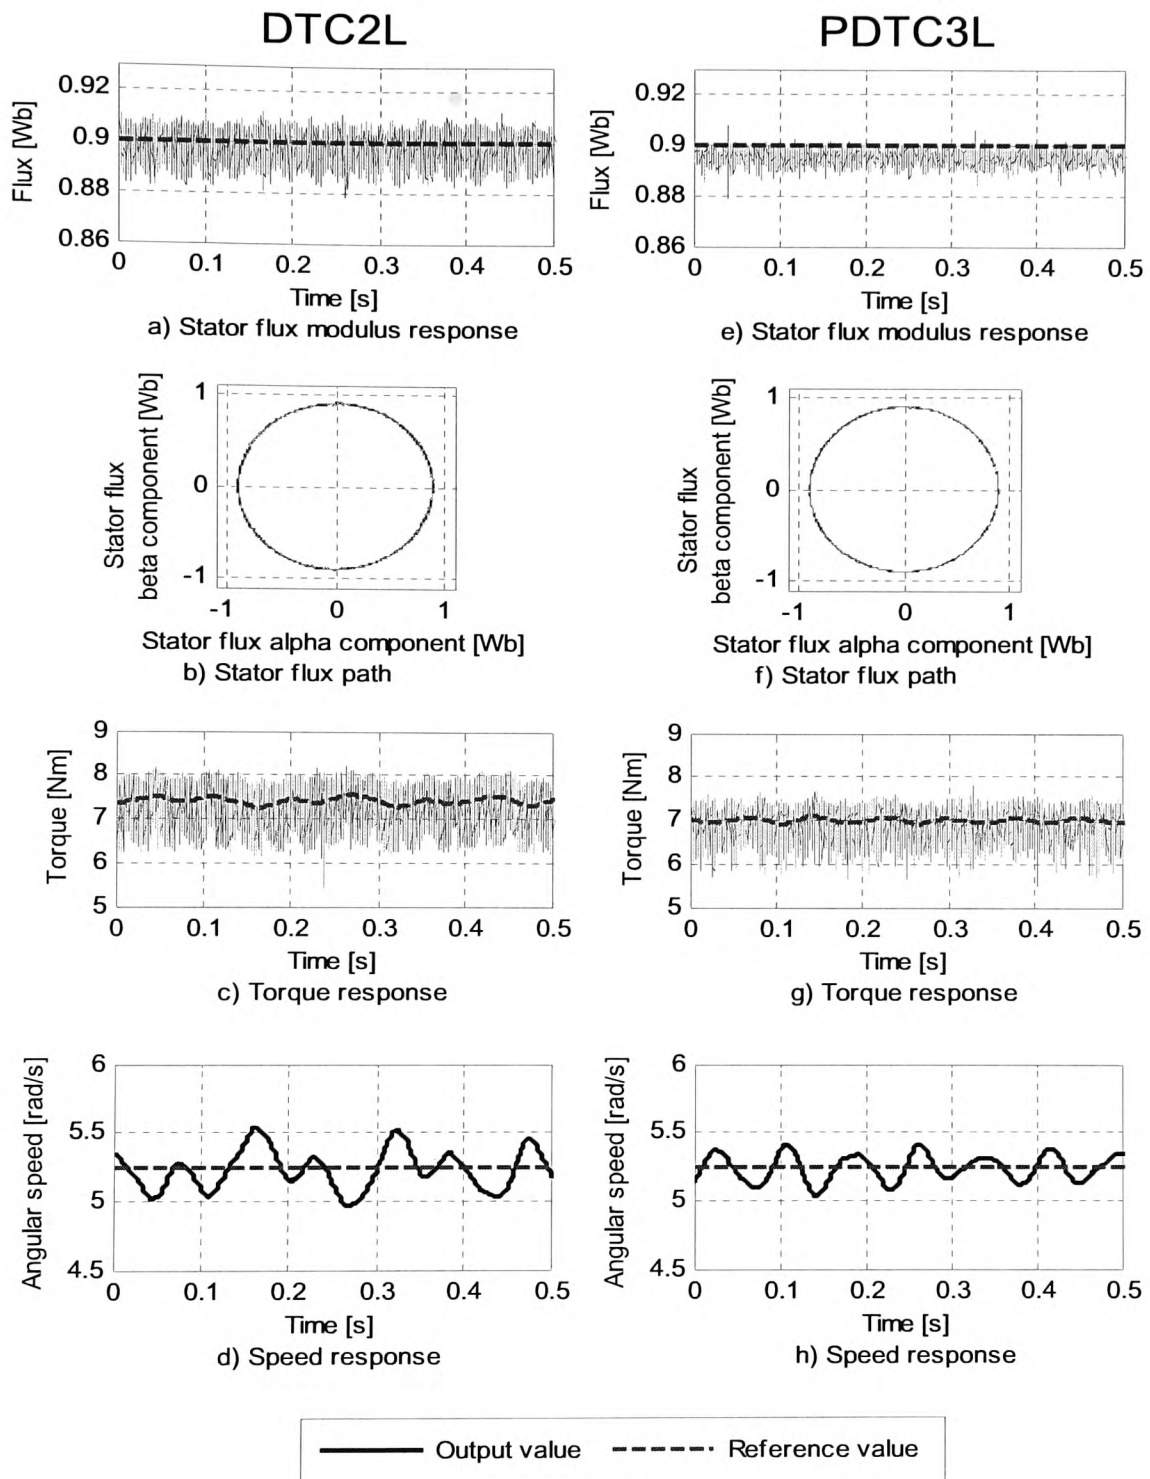 DTC2L
PDTC3L
Flux [Wb]
0.92
0.9
0.88
0.86
0 0.1 0.2 0.3 0.4 0.5
Time [s]
a) Stator flux modulus response
Flux [Wb]
0.92
0.9
0.88
0.86
0 0.1 0.2 0.3 0.4 0.5
Time [s]
e) Stator flux modulus response
Stator flux
beta component [Wb]
1
0
-1
-1 0 1
Stator flux alpha component [Wb]
b) Stator flux path
Stator flux
beta component [Wb]
1
0
-1
-1 0 1
Stator flux alpha component [Wb]
f) Stator flux path
Torque [Nm]
9
8
7
6
5
0 0.1 0.2 0.3 0.4 0.5
Time [s]
c) Torque response
Torque [Nm]
9
8
7
6
5
0 0.1 0.2 0.3 0.4 0.5
Time [s]
g) Torque response
Angular speed [rad/s]
6
5.5
5
4.5
0 0.1 0.2 0.3 0.4 0.5
Time [s]
d) Speed response
Angular speed [rad/s]
6
5.5
5
4.5
0 0.1 0.2 0.3 0.4 0.5
Time [s]
h) Speed response
Output value
Reference value